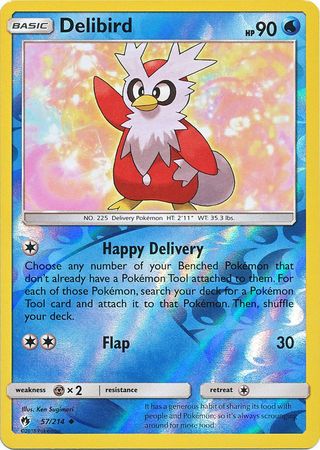 BASIC
Delibird
HP 90
NO. 225 Delivery Pokémon HT: 2'11" WT: 35.3 lbs.
Happy Delivery
Choose any number of your Benched Pokémon that
don't already have a Pokémon Tool attached to them. For
each of those Pokémon, search your deck for a Pokémon
Tool card and attach it to that Pokémon. Then, shuffle
your deck.
Flap 30
weakness × 2 resistance retreat
Illus. Ken Sugimori
57/214
©2018 Pokémon
It has a generous habit of sharing its food with
people and Pokémon, so it's always scrounging
around for more food.